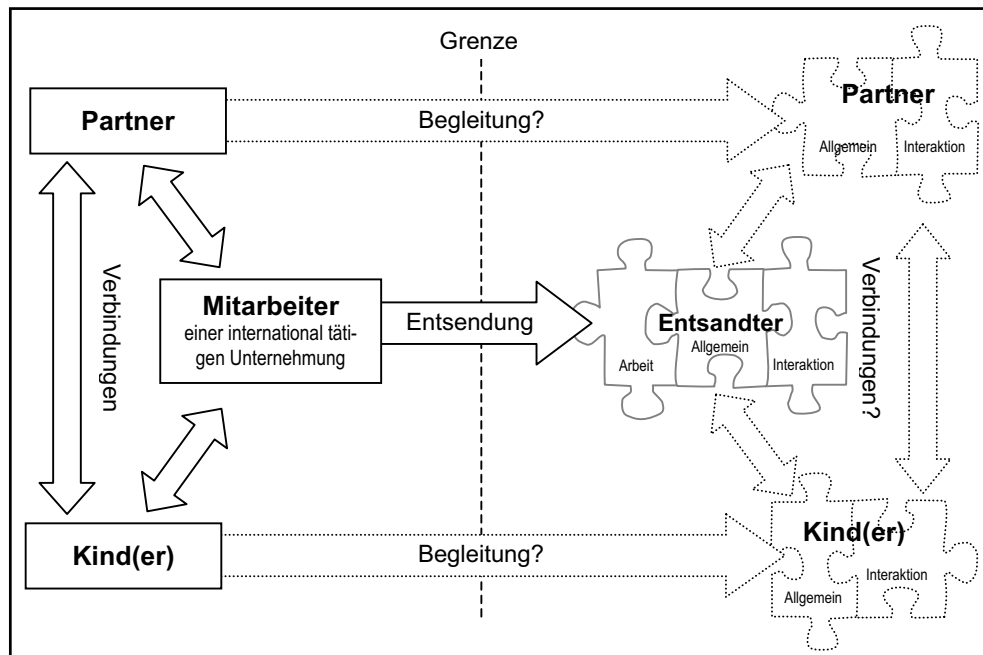 Grenze
Partner
Begleitung?
Partner
Allgemein
Interaktion
Verbindungen
Mitarbeiter
einer international täti-
gen Unternehmung
Entsendung
Entsandter
Arbeit
Allgemein
Interaktion
Verbindungen?
Kind(er)
Begleitung?
Kind(er)
Allgemein
Interaktion